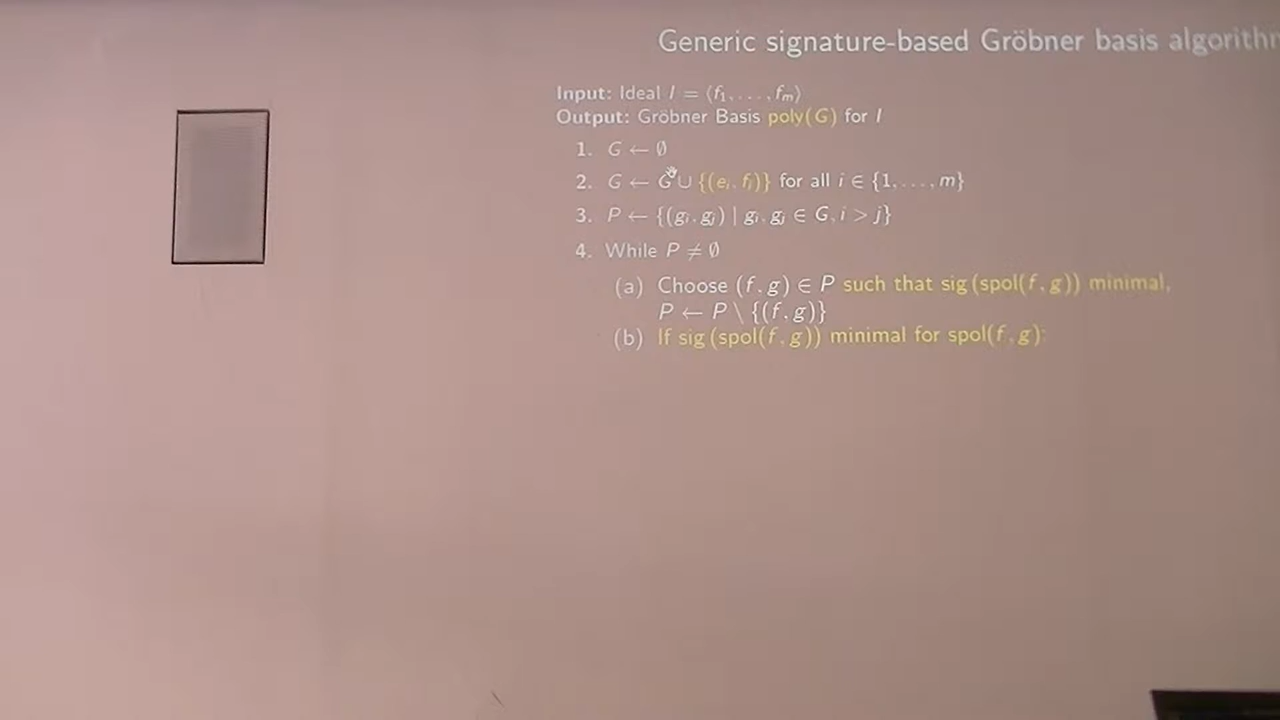 Generic signature-based Gröbner basis algorithm
Input: Ideal I = ⟨f₁, . . . , fₘ⟩
Output: Gröbner Basis poly(G) for I
1. G ← ∅
2. G ← G ∪ {(eᵢ, fᵢ)} for all i ∈ {1, . . . , m}
3. P ← {(gᵢ, gⱼ) | gᵢ, gⱼ ∈ G, i > j}
4. While P ≠ ∅
(a) Choose (f, g) ∈ P such that sig (spol(f, g)) minimal,
P ← P \ {(f, g)}
(b) If sig (spol(f, g)) minimal for spol(f, g):